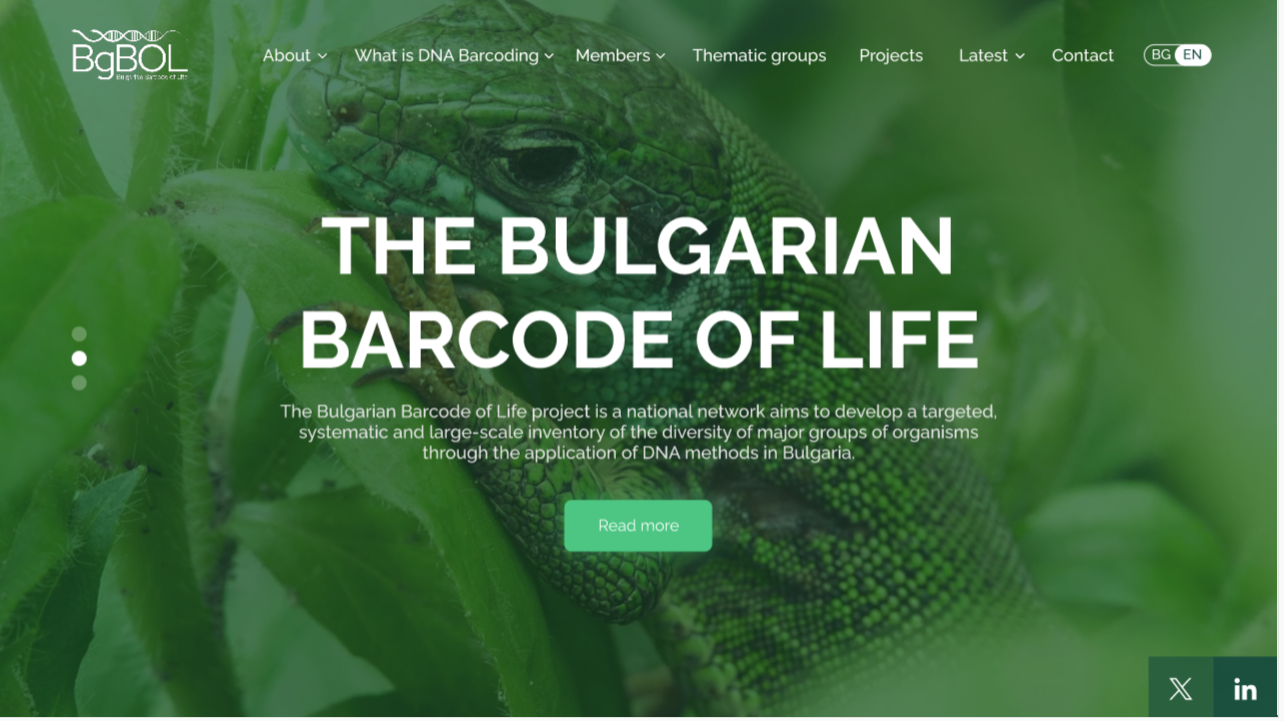 BgBOL
Bulgarian Barcode of Life
About
What is DNA Barcoding
Members
Thematic groups
Projects
Latest
Contact
BG EN
THE BULGARIAN
BARCODE OF LIFE
The Bulgarian Barcode of Life project is a national network aims to develop a targeted,
systematic and large-scale inventory of the diversity of major groups of organisms
through the application of DNA methods in Bulgaria.
Read more
X
in